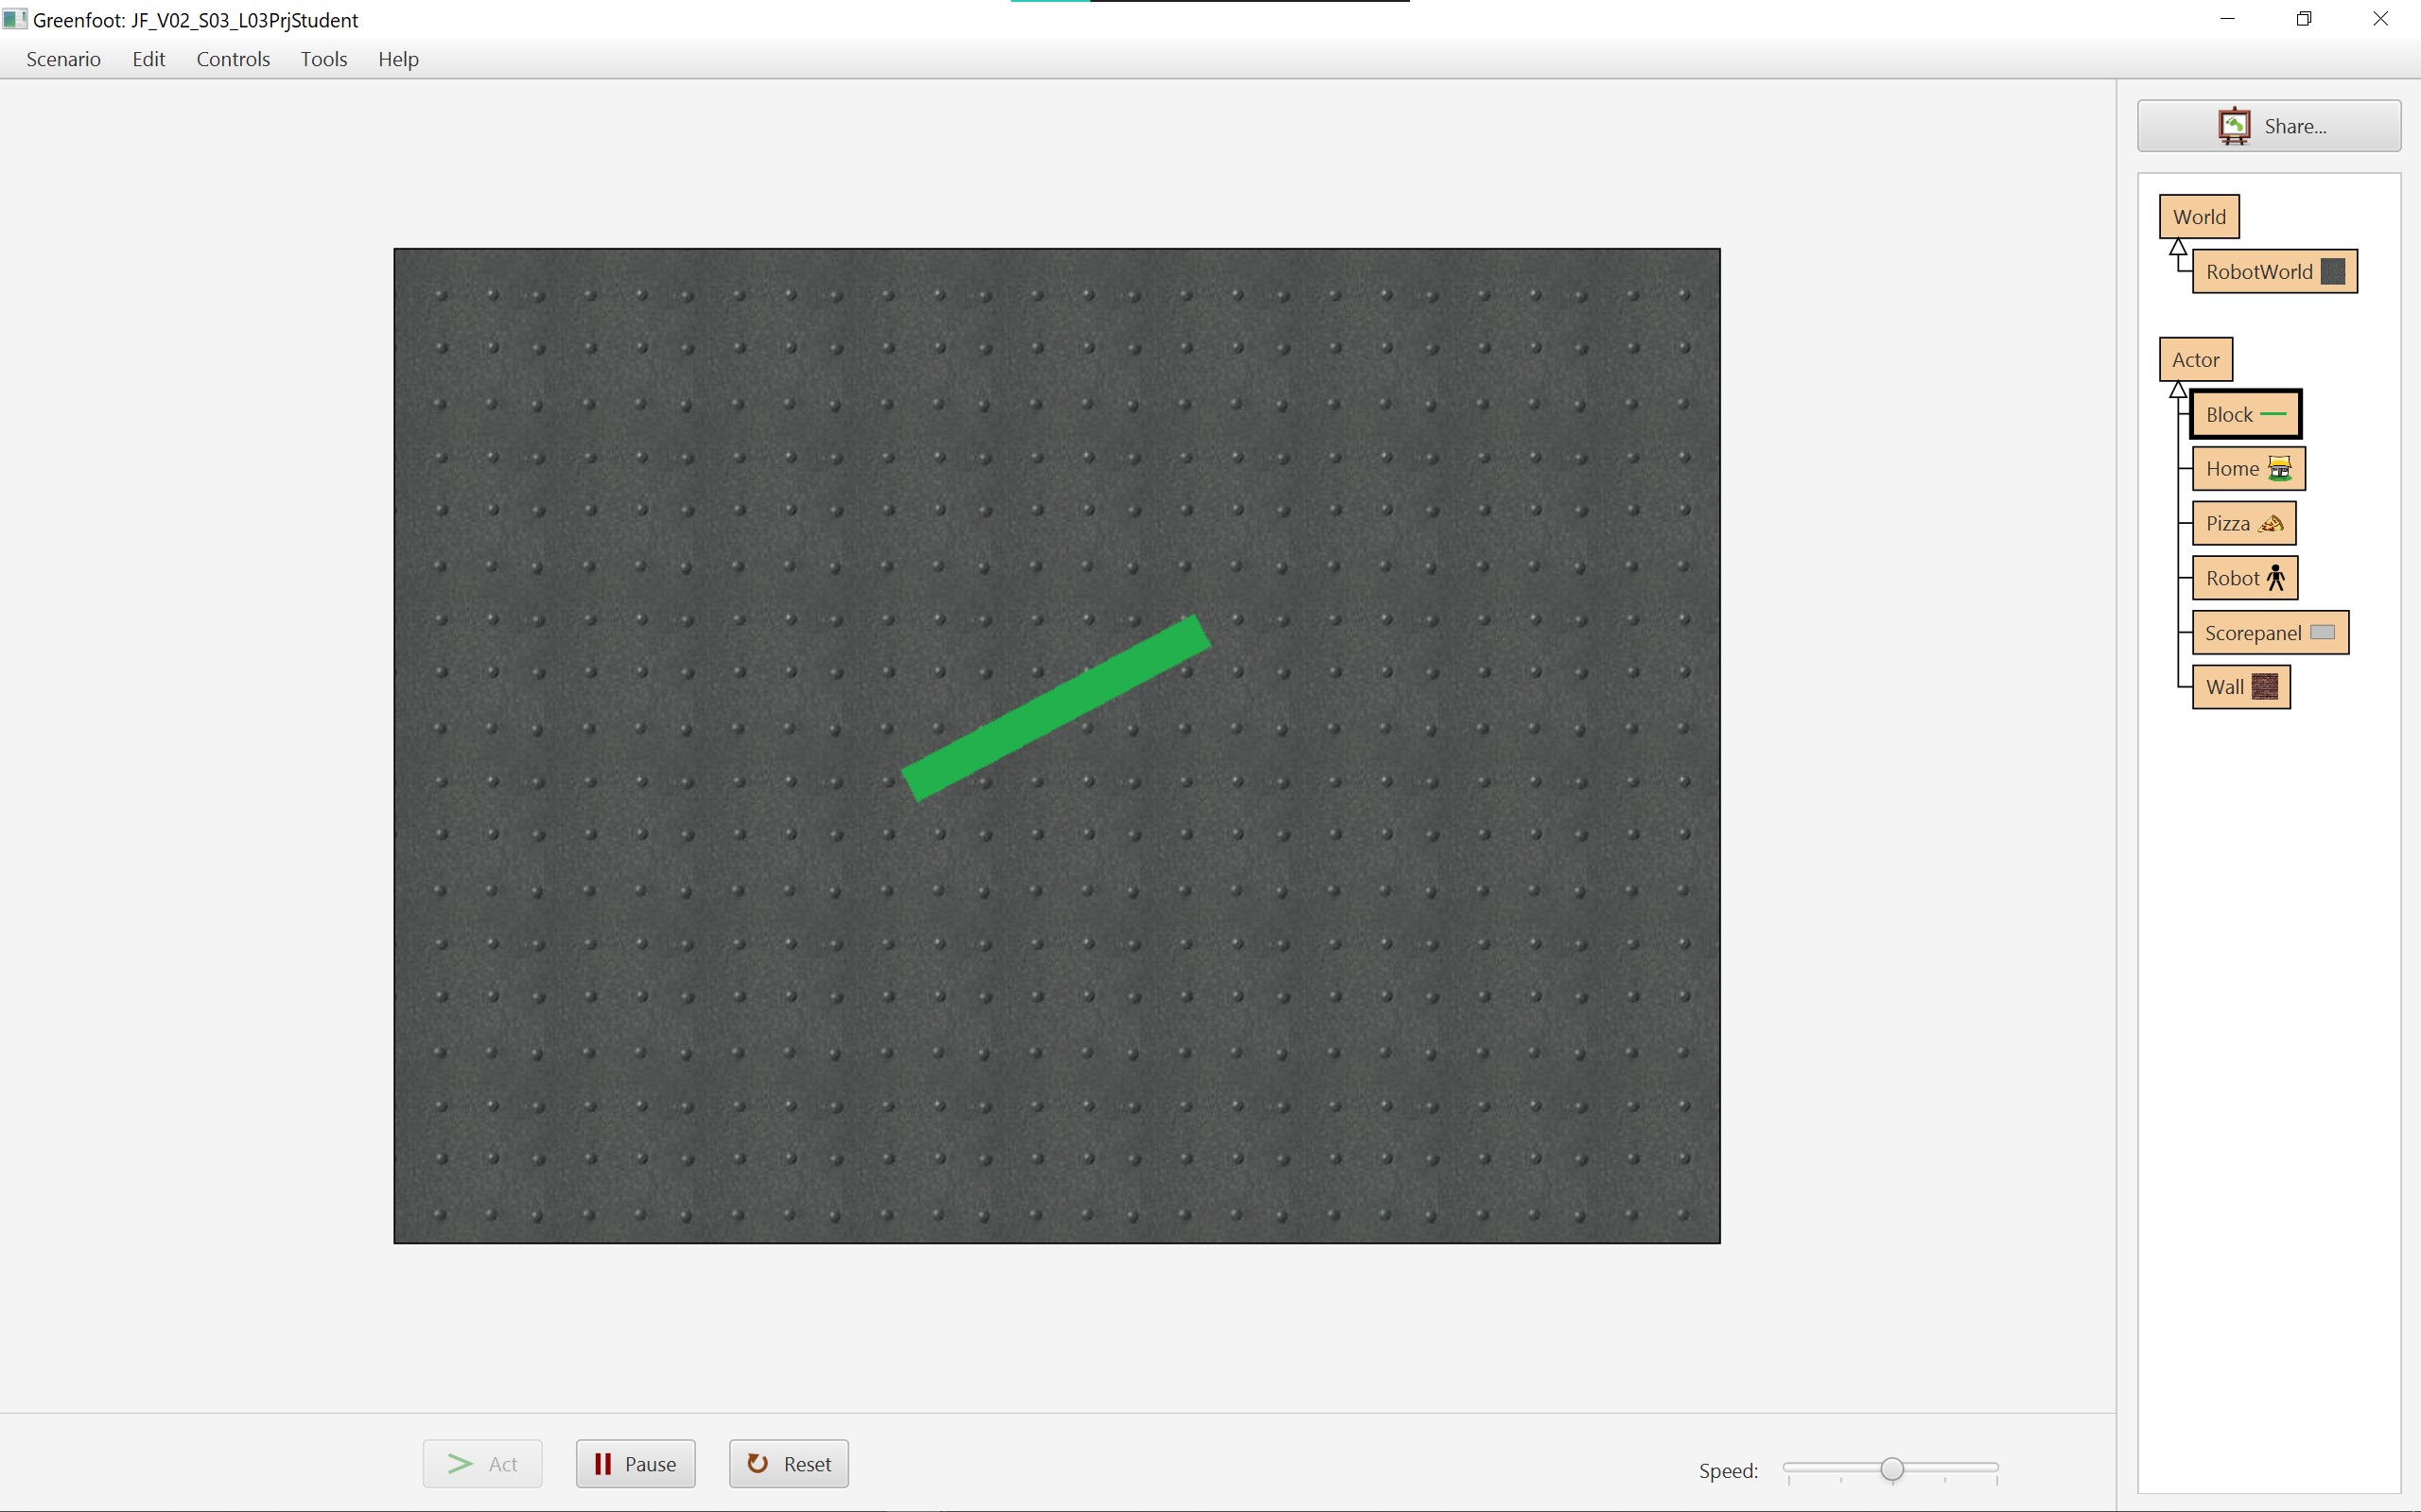 Greenfoot: JF_V02_S03_L03PrjStudent
Scenario Edit Controls Tools Help
Share...
World
RobotWorld
Actor
Block
Home
Pizza
Robot
Scorepanel
Wall
Act Pause Reset Speed: